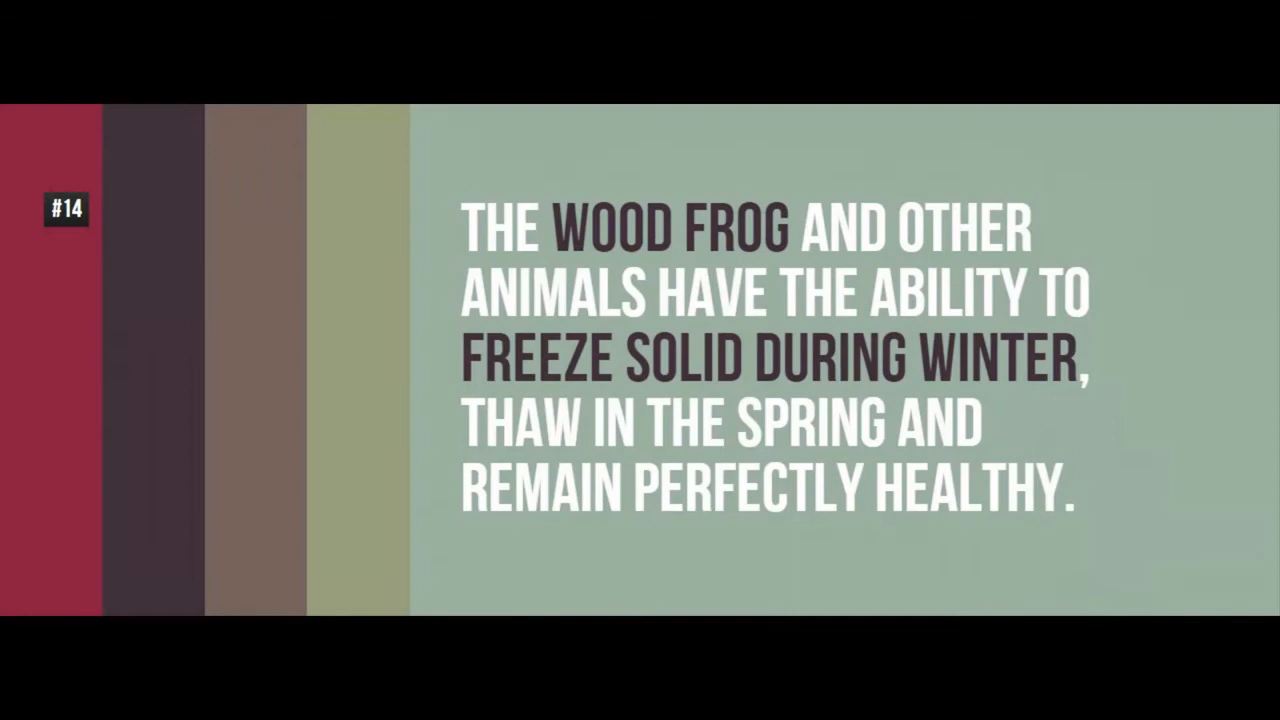 #14
THE WOOD FROG AND OTHER
ANIMALS HAVE THE ABILITY TO
FREEZE SOLID DURING WINTER,
THAW IN THE SPRING AND
REMAIN PERFECTLY HEALTHY.